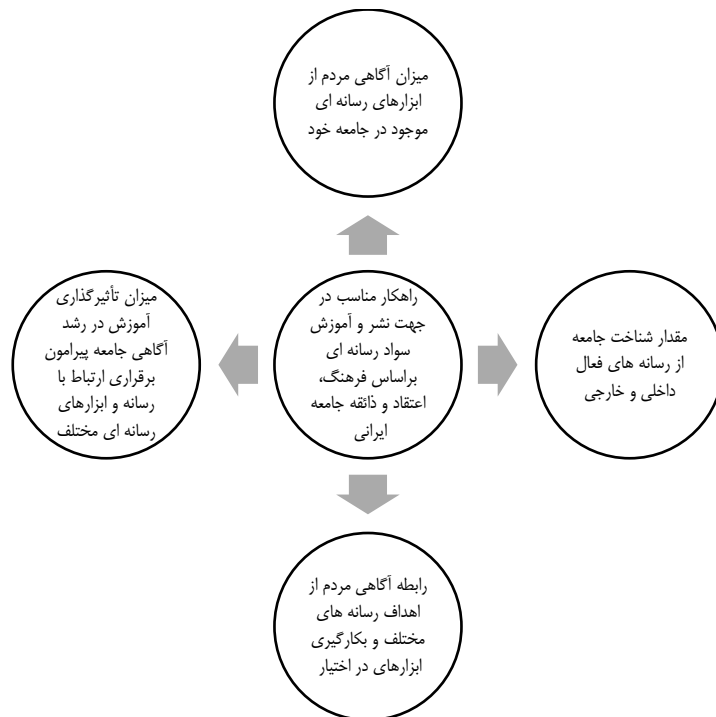 میزان آگاهی مردم از
ابزارهای رسانه ای
موجود در جامعه خود
مقدار شناخت جامعه
از رسانه های فعال
داخلی و خارجی
راهکار مناسب در
جهت نشر و آموزش
سواد رسانه ای
براساس فرهنگ،
اعتقاد و ذائقه جامعه
ایرانی
میزان تأثیرگذاری
آموزش در رشد
آگاهی جامعه پیرامون
برقراری ارتباط با
رسانه و ابزارهای
رسانه ای مختلف
رابطه آگاهی مردم از
اهداف رسانه های
مختلف و بکارگیری
ابزارهای در اختیار